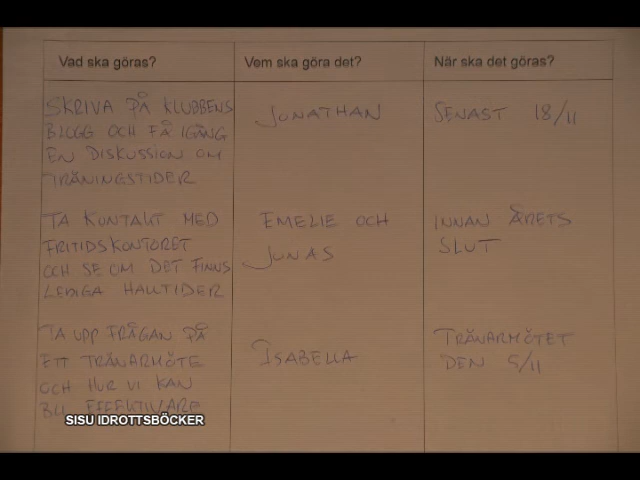 Vad ska göras?
Vem ska göra det?
När ska det göras?
SKRIVA PÅ KLUBBENS
BLOGG OCH FÅ IGÅNG
EN DISKUSSION OM
TRÄNINGSTIDER
JONATHAN
SENAST 18/11
TA KONTAKT MED
FRITIDSKONTORET
OCH SE OM DET FINNS
LEDIGA HALLTIDER
EMELIE OCH
JONAS
INNAN ÅRETS
SLUT
TA UPP FRÅGAN PÅ
ETT TRÄNARMÖTE
OCH HUR VI KAN
BLI EFFEKTIVARE
ISABELLA
TRÄNARMÖTET
DEN 5/11
SISU IDROTTSBÖCKER